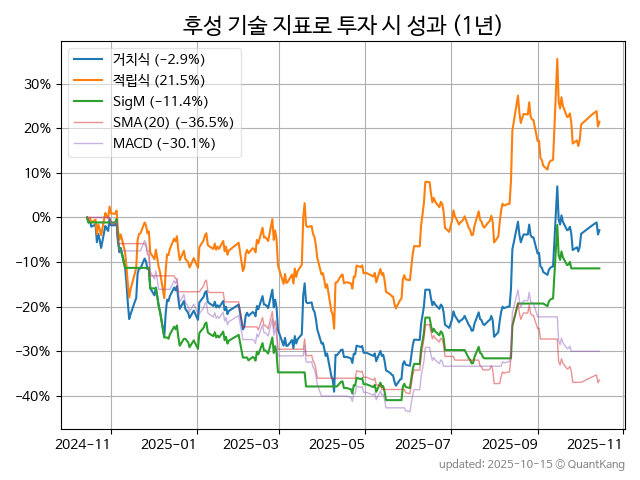 후성 기술 지표로 투자 시 성과 (1년)
거치식 (−2.9%)
적립식 (21.5%)
SigM (−11.4%)
SMA(20) (−36.5%)
MACD (−30.1%)
30%
20%
10%
0%
−10%
−20%
−30%
−40%
2024-11 2025-01 2025-03 2025-05 2025-07 2025-09 2025-11
updated: 2025-10-15 © QuantKang